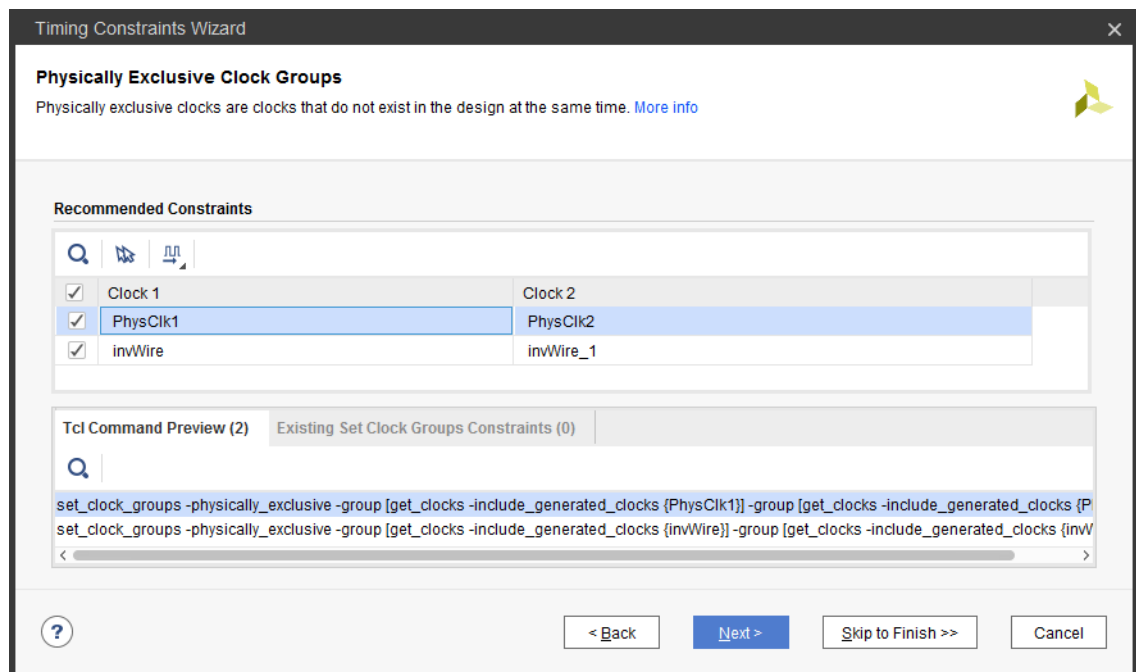 Timing Constraints Wizard
Physically Exclusive Clock Groups
Physically exclusive clocks are clocks that do not exist in the design at the same time. More info
Recommended Constraints
Clock 1 Clock 2
PhysClk1 PhysClk2
invWire invWire_1
Tcl Command Preview (2) Existing Set Clock Groups Constraints (0)
set_clock_groups -physically_exclusive -group [get_clocks -include_generated_clocks {PhysClk1}] -group [get_clocks -include_generated_clocks {P
set_clock_groups -physically_exclusive -group [get_clocks -include_generated_clocks {invWire}] -group [get_clocks -include_generated_clocks {inv
? < Back Next > Skip to Finish >> Cancel